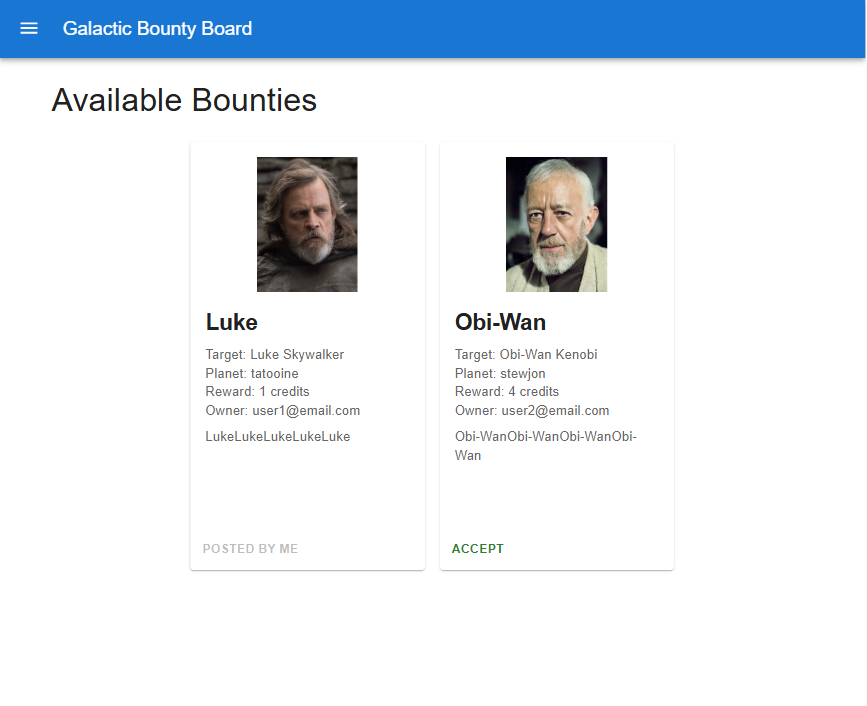 Galactic Bounty Board
Available Bounties
Luke
Target: Luke Skywalker
Planet: tatooine
Reward: 1 credits
Owner: user1@email.com
LukeLukeLukeLukeLuke
POSTED BY ME
Obi-Wan
Target: Obi-Wan Kenobi
Planet: stewjon
Reward: 4 credits
Owner: user2@email.com
Obi-WanObi-WanObi-WanObi-
Wan
ACCEPT